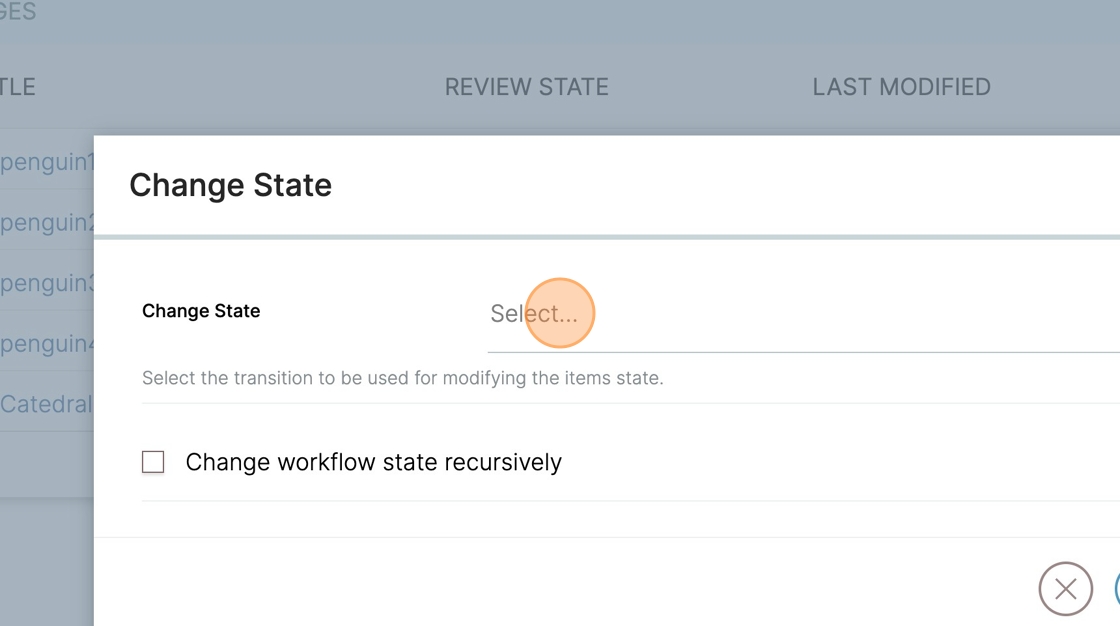 GES
TLE REVIEW STATE LAST MODIFIED
penguin1
penguin2
penguin3
penguin4
Catedral
Change State
Change State Select...
Select the transition to be used for modifying the items state.
Change workflow state recursively